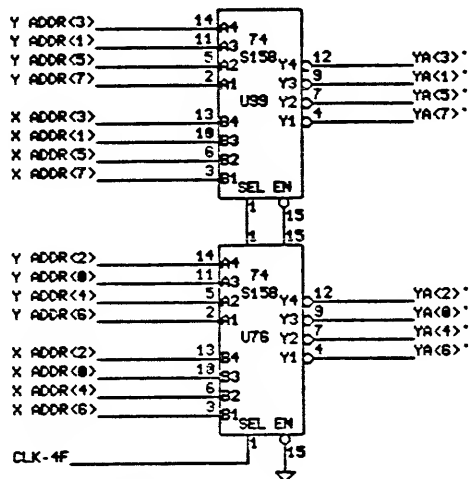 Y ADDR<3> 14 A4 74 Y4 12 YA<3>*
Y ADDR<1> 11 A3 S158 Y3 9 YA<1>*
Y ADDR<5> 5 A2 Y2 7 YA<5>*
Y ADDR<7> 2 A1 U99 Y1 4 YA<7>*
X ADDR<3> 13 B4
X ADDR<1> 10 B3
X ADDR<5> 6 B2
X ADDR<7> 3 B1
SEL EN
1 15
1 15
Y ADDR<2> 14 A4 74 Y4 12 YA<2>*
Y ADDR<0> 11 A3 S158 Y3 9 YA<0>*
Y ADDR<4> 5 A2 Y2 7 YA<4>*
Y ADDR<6> 2 A1 U76 Y1 4 YA<6>*
X ADDR<2> 13 B4
X ADDR<0> 10 B3
X ADDR<4> 6 B2
X ADDR<6> 3 B1
SEL EN
CLK-4F 1 15